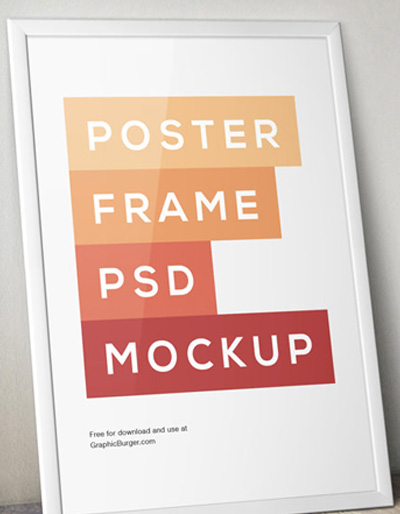 POSTER
FRAME
PSD
MOCKUP
Free for download and use at
GraphicBurger.com